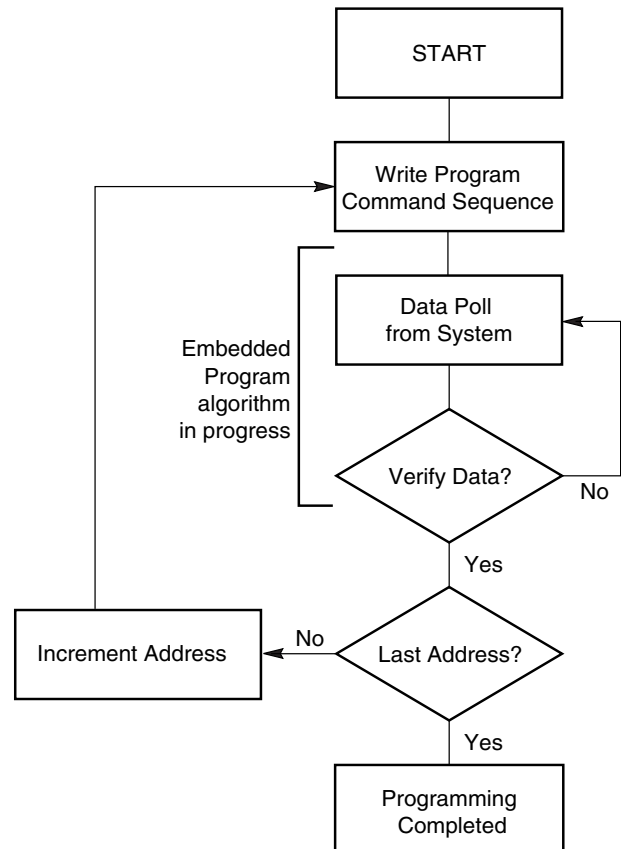 START
Write Program
Command Sequence
Data Poll
from System
Embedded
Program
algorithm
in progress
Verify Data?
No
Yes
Increment Address
No
Last Address?
Yes
Programming
Completed